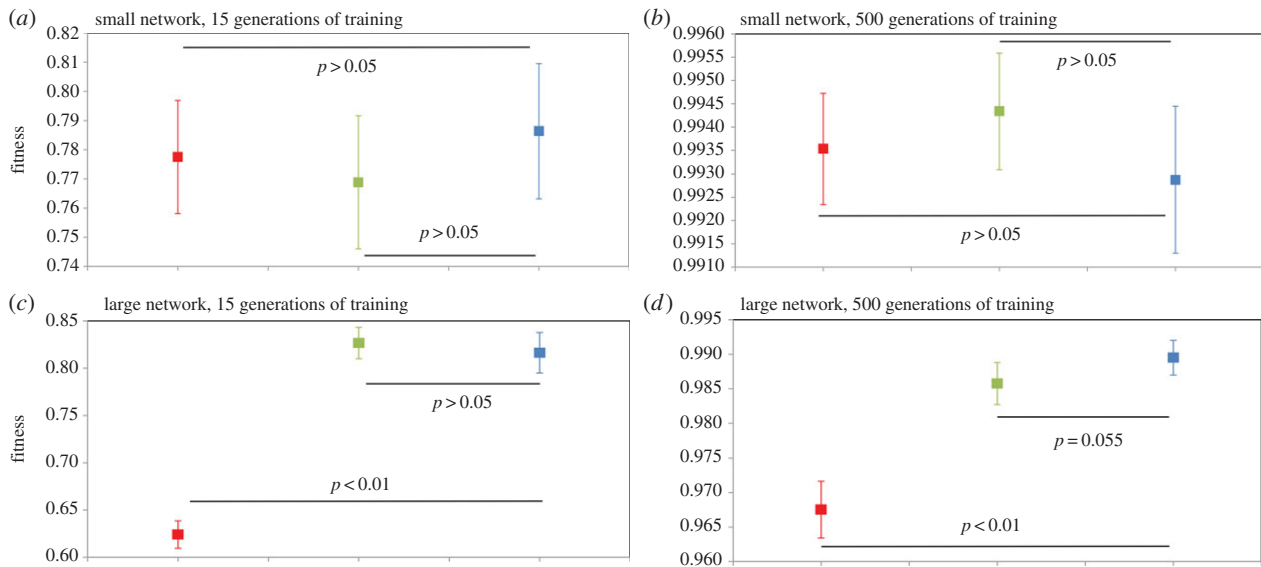 (a) small network, 15 generations of training
0.82
0.81
0.80
0.79
0.78
0.77
0.76
0.75
0.74
fitness
p > 0.05
p > 0.05
(b) small network, 500 generations of training
0.9960
0.9955
0.9950
0.9945
0.9940
0.9935
0.9930
0.9925
0.9920
0.9915
0.9910
p > 0.05
p > 0.05
(c) large network, 15 generations of training
0.85
0.80
0.75
0.70
0.65
0.60
fitness
p > 0.05
p < 0.01
(d) large network, 500 generations of training
0.995
0.990
0.985
0.980
0.975
0.970
0.965
0.960
p = 0.055
p < 0.01